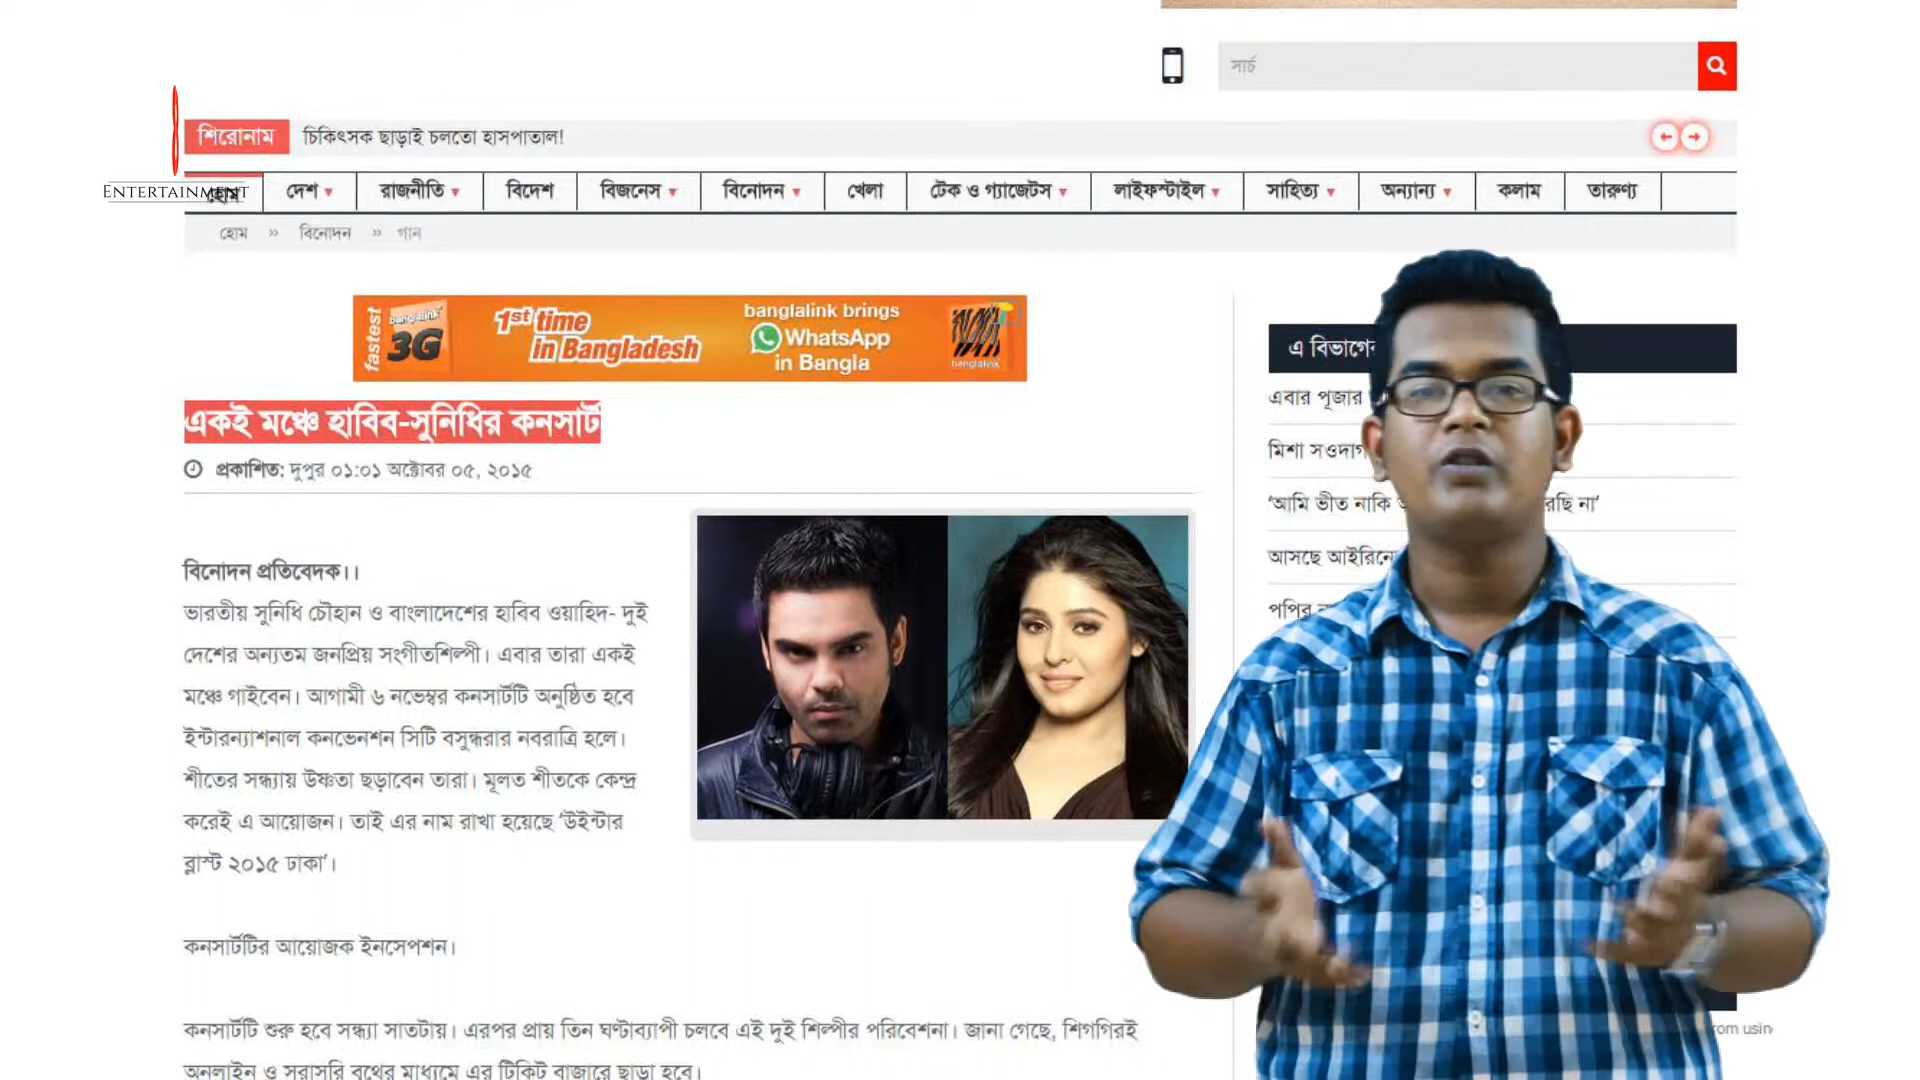 সার্চ
শিরোনাম চিকিৎসক ছাড়াই চলতো হাসপাতাল!
ENTERTAINMENT
হোম দেশ রাজনীতি বিদেশ বিজনেস বিনোদন খেলা টেক ও গ্যাজেটস লাইফস্টাইল সাহিত্য অন্যান্য কলাম তারুণ্য
হোম » বিনোদন » গান
fastest banglalink 3G 1st time in Bangladesh banglalink brings WhatsApp in Bangla banglalink
একই মঞ্চে হাবিব-সুনিধির কনসার্ট
প্রকাশিত: দুপুর ০১:০১ অক্টোবর ০৫, ২০১৫
বিনোদন প্রতিবেদক।।
ভারতীয় সুনিধি চৌহান ও বাংলাদেশের হাবিব ওয়াহিদ- দুই
দেশের অন্যতম জনপ্রিয় সংগীতশিল্পী। এবার তারা একই
মঞ্চে গাইবেন। আগামী ৬ নভেম্বর কনসার্টটি অনুষ্ঠিত হবে
ইন্টারন্যাশনাল কনভেনশন সিটি বসুন্ধরার নবরাত্রি হলে।
শীতের সন্ধ্যায় উষ্ণতা ছড়াবেন তারা। মূলত শীতকে কেন্দ্র
করেই এ আয়োজন। তাই এর নাম রাখা হয়েছে ‘উইন্টার
ব্লাস্ট ২০১৫ ঢাকা’।
কনসার্টটির আয়োজক ইনসেপশন।
কনসার্টটি শুরু হবে সন্ধ্যা সাতটায়। এরপর প্রায় তিন ঘণ্টাব্যাপী চলবে এই দুই শিল্পীর পরিবেশনা। জানা গেছে, শিগগিরই
অনলাইন ও সরাসরি বুথের মাধ্যমে এর টিকিট বাজারে ছাড়া হবে।
এ বিভাগের
এবার পূজার
মিশা সওদাগ
‘আমি ভীত নাকি রছি না’
আসছে আইরিনে
পপির
rom usin